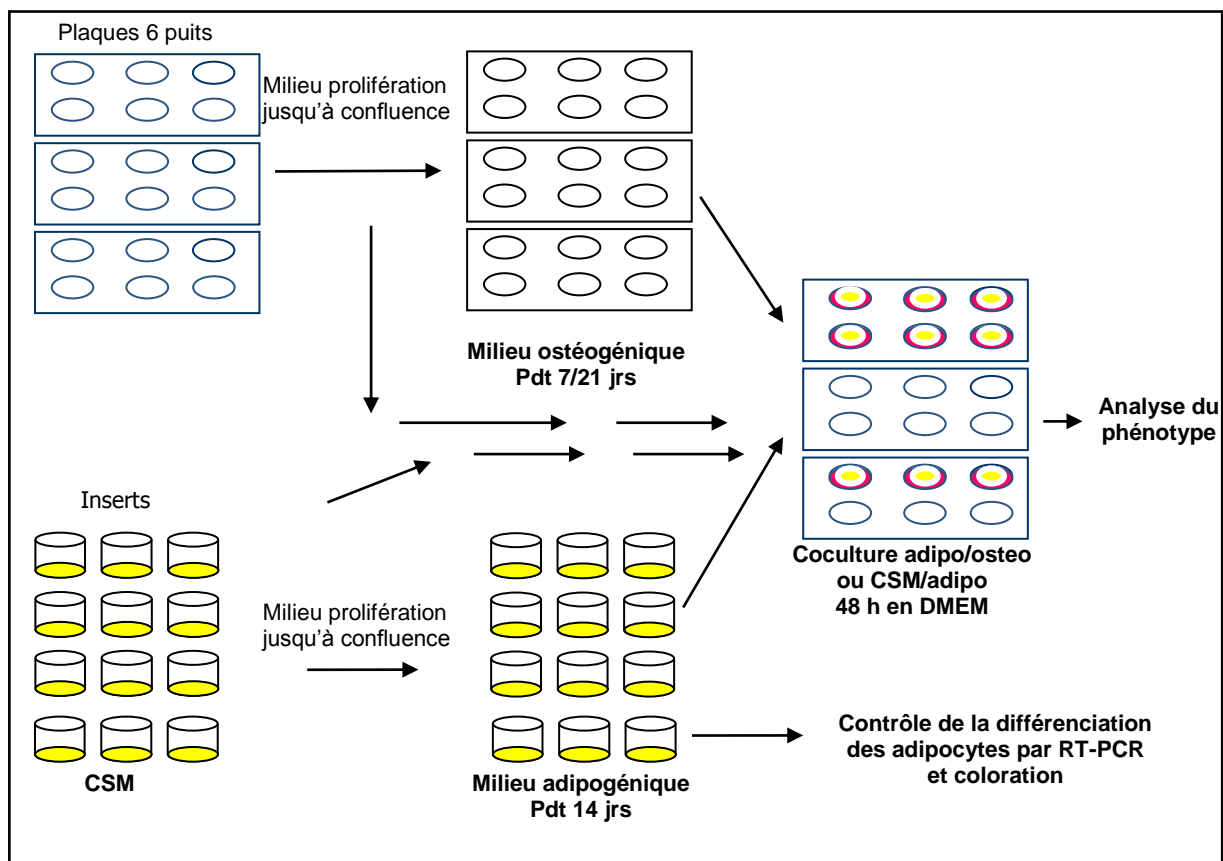 Plaques 6 puits
Milieu prolifération
jusqu'à confluence
Milieu ostéogénique
Pdt 7/21 jrs
Analyse du
phénotype
Inserts
Coculture adipo/osteo
ou CSM/adipo
48 h en DMEM
Milieu prolifération
jusqu'à confluence
CSM
Milieu adipogénique
Pdt 14 jrs
Contrôle de la différenciation
des adipocytes par RT-PCR
et coloration